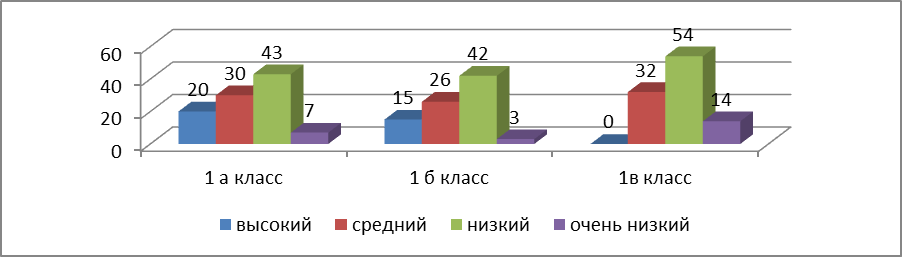 54
43
42
60
30
32
26
40
20
15
14
7
3
20
0
0
1 а класс
1 б класс
1в класс
высокий
средний
низкий
очень низкий